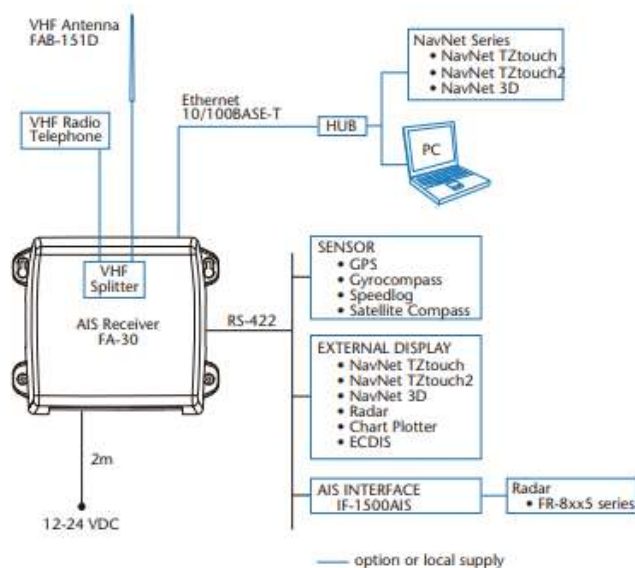 VHF Antenna
FAB-151D
VHF Radio
Telephone
Ethernet
10/100BASE-T
HUB
NavNet Series
• NavNet TZtouch
• NavNet TZtouch2
• NavNet 3D
PC
VHF
Splitter
AIS Receiver
FA-30
RS-422
SENSOR
• GPS
• Gyrocompass
• Speedlog
• Satellite Compass
EXTERNAL DISPLAY
• NavNet TZtouch
• NavNet TZtouch2
• NavNet 3D
• Radar
• Chart Plotter
• ECDIS
AIS INTERFACE
IF-1500AIS
Radar
• FR-8xx5 series
2m
12-24 VDC
option or local supply